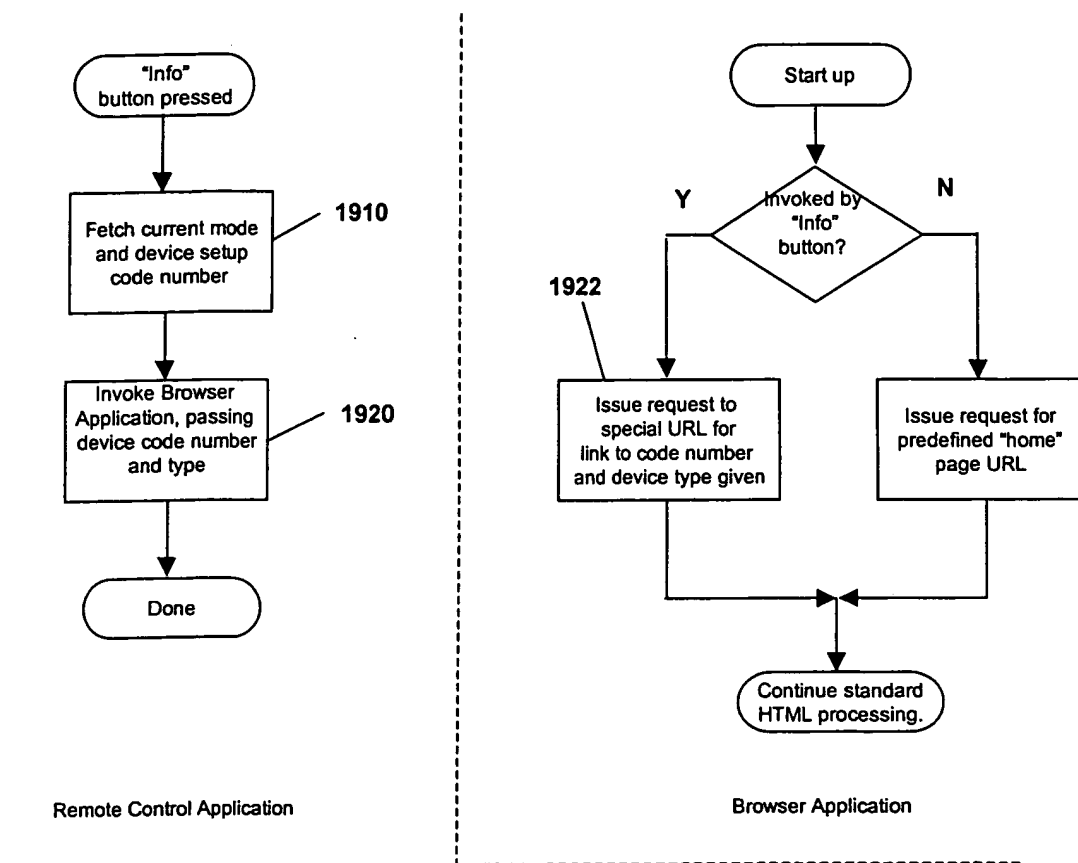 "Info"
button pressed
Fetch current mode
and device setup
code number
1910
Invoke Browser
Application, passing
device code number
and type
1920
Done
Remote Control Application
Start up
Invoked by
"Info"
button?
Y
N
1922
Issue request to
special URL for
link to code number
and device type given
Issue request for
predefined "home"
page URL
Continue standard
HTML processing.
Browser Application